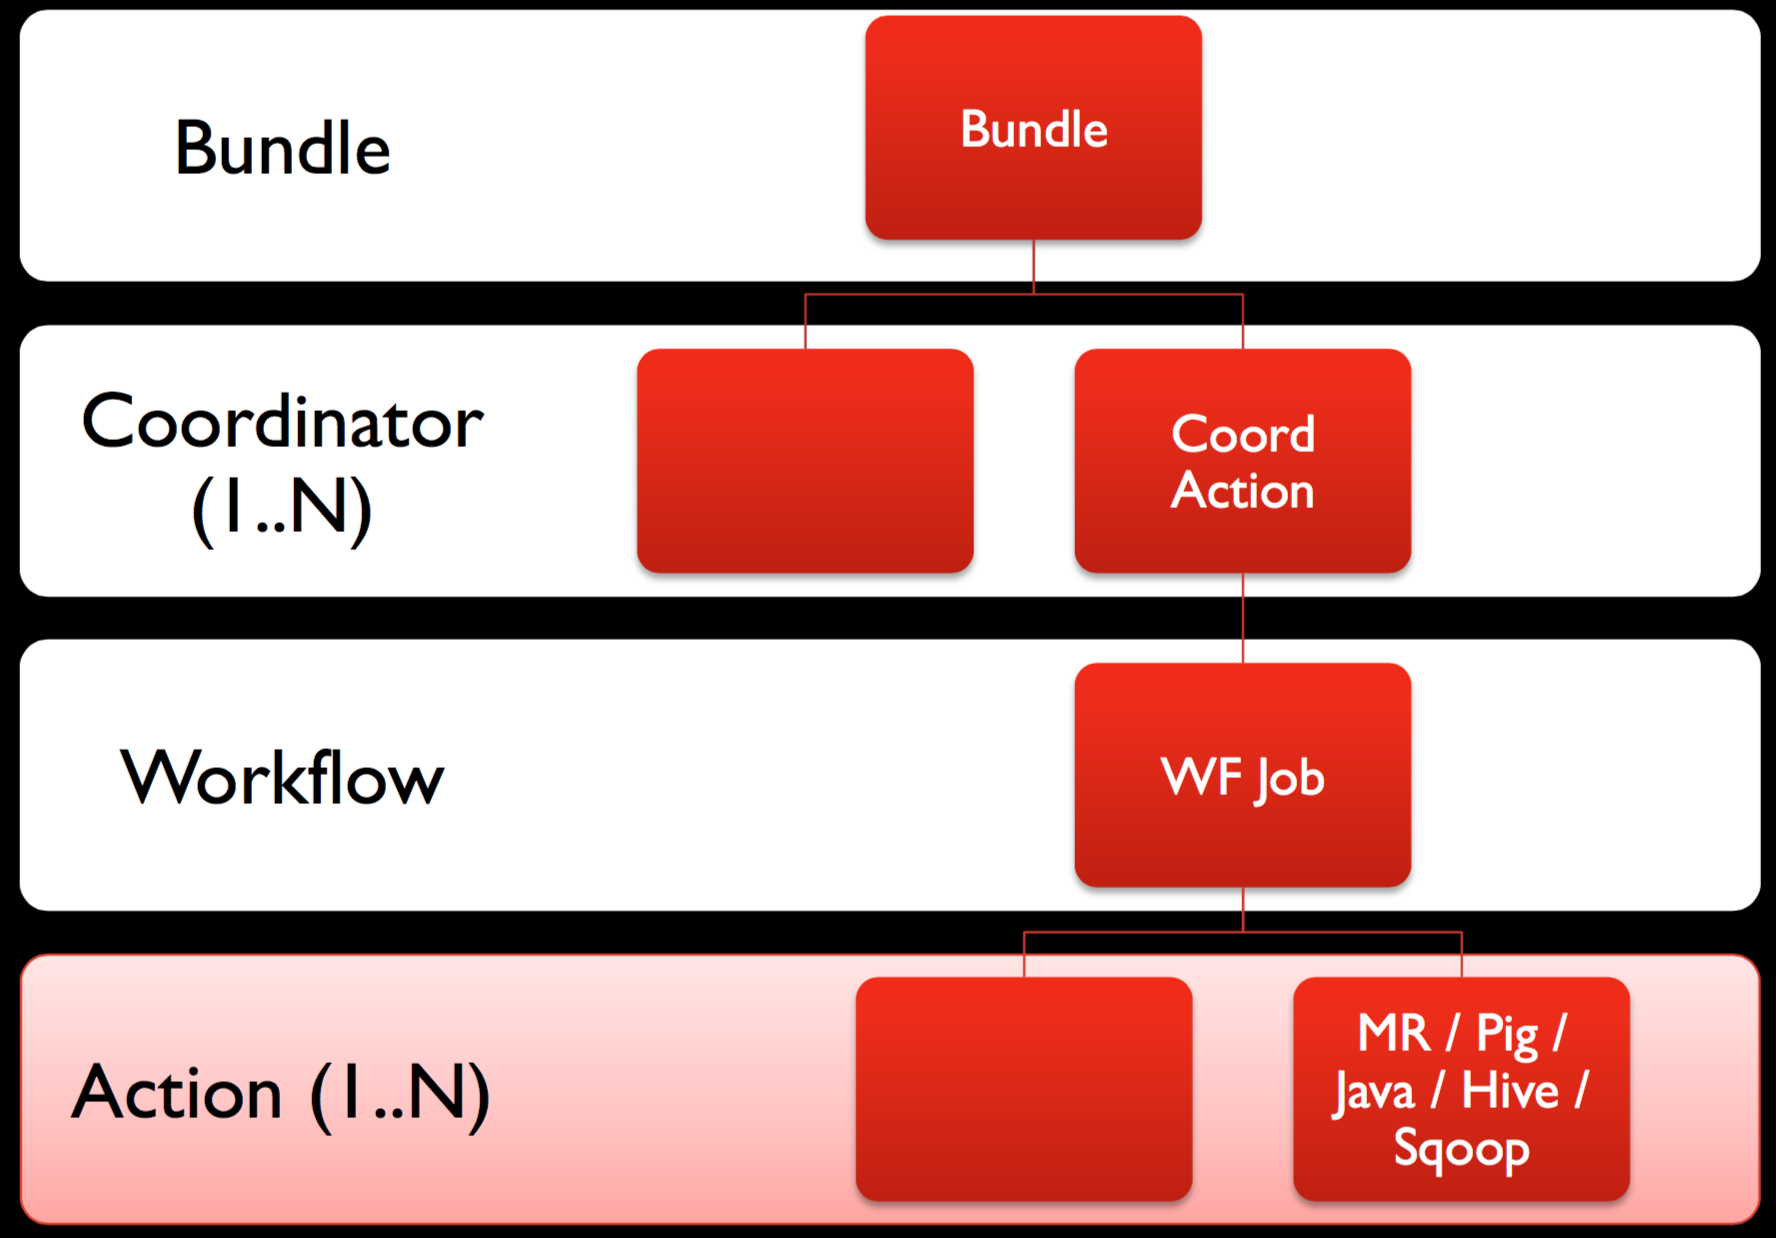 Bundle
Bundle
Coordinator
(1..N)
Coord
Action
Workflow
WF Job
Action (1..N)
MR / Pig /
Java / Hive /
Sqoop